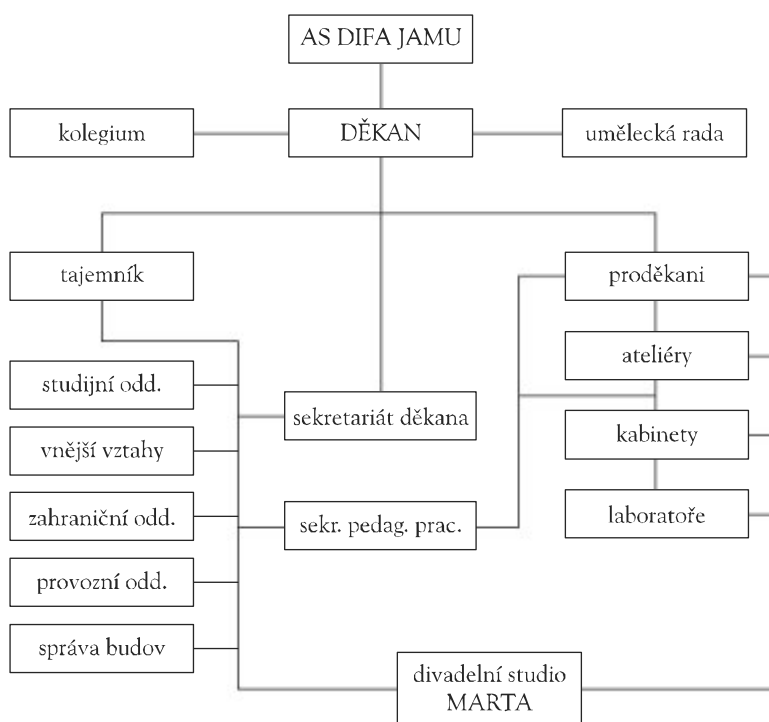 AS DIFA JAMU
kolegium
DĚKAN
umělecká rada
tajemník
proděkani
ateliéry
studijní odd.
sekretariát děkana
kabinety
vnější vztahy
zahraniční odd.
sekr. pedag. prac.
laboratoře
provozní odd.
správa budov
divadelní studio
MARTA